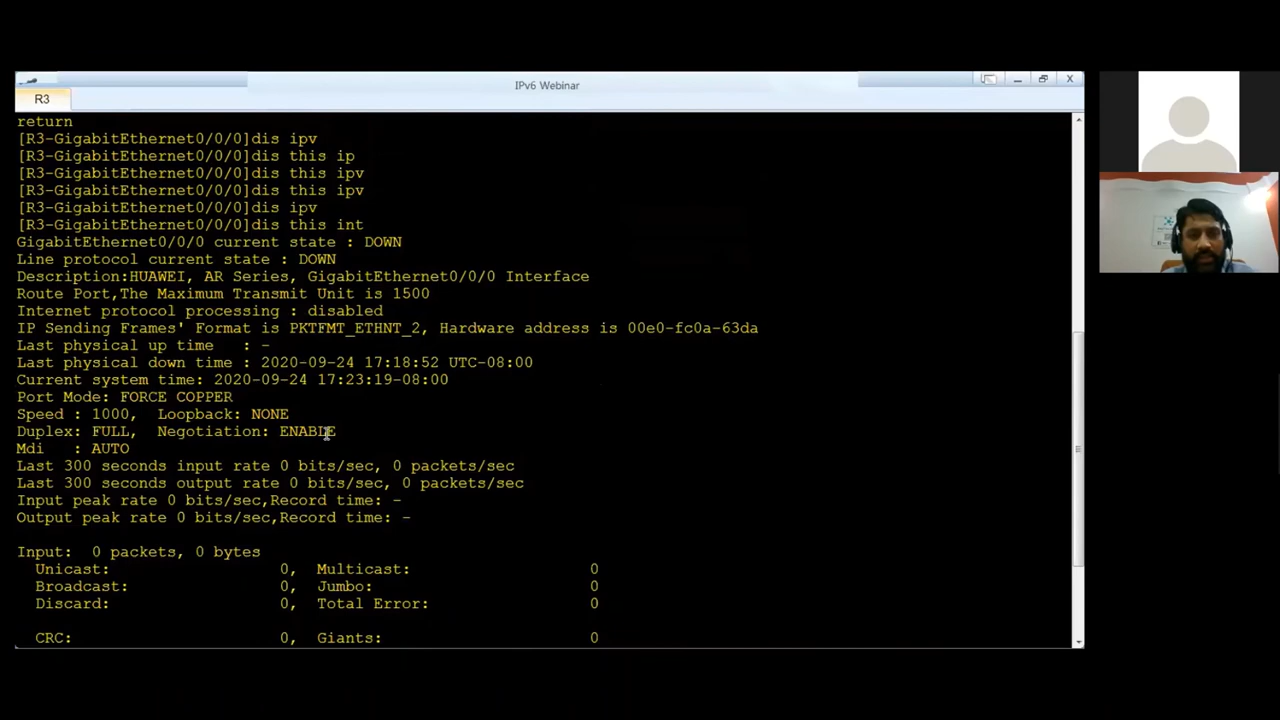 IPv6 Webinar
R3
return
[R3-GigabitEthernet0/0/0]dis ipv
[R3-GigabitEthernet0/0/0]dis this ip
[R3-GigabitEthernet0/0/0]dis this ipv
[R3-GigabitEthernet0/0/0]dis this ipv
[R3-GigabitEthernet0/0/0]dis ipv
[R3-GigabitEthernet0/0/0]dis this int
GigabitEthernet0/0/0 current state : DOWN
Line protocol current state : DOWN
Description:HUAWEI, AR Series, GigabitEthernet0/0/0 Interface
Route Port,The Maximum Transmit Unit is 1500
Internet protocol processing : disabled
IP Sending Frames' Format is PKTFMT_ETHNT_2, Hardware address is 00e0-fc0a-63da
Last physical up time   : -
Last physical down time : 2020-09-24 17:18:52 UTC-08:00
Current system time: 2020-09-24 17:23:19-08:00
Port Mode: FORCE COPPER
Speed : 1000,  Loopback: NONE
Duplex: FULL,  Negotiation: ENABLE
Mdi   : AUTO
Last 300 seconds input rate 0 bits/sec, 0 packets/sec
Last 300 seconds output rate 0 bits/sec, 0 packets/sec
Input peak rate 0 bits/sec,Record time: -
Output peak rate 0 bits/sec,Record time: -
Input:  0 packets, 0 bytes
Unicast: 0,  Multicast: 0
Broadcast: 0,  Jumbo: 0
Discard: 0,  Total Error: 0
CRC: 0,  Giants: 0